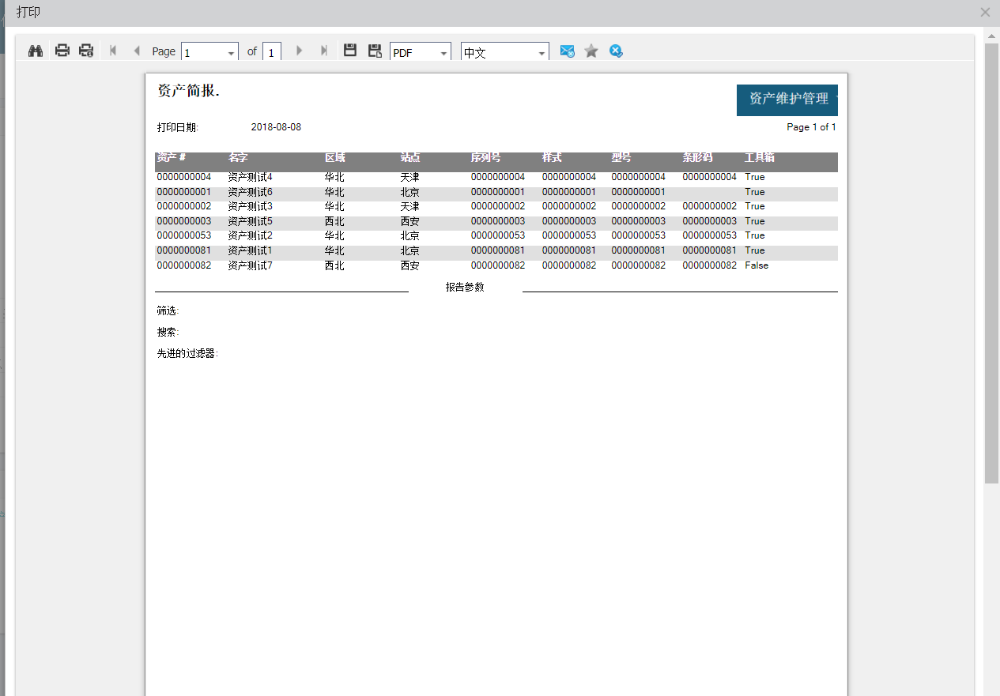 打印
Page 1 of 1 PDF 中文
资产简报.
资产维护管理
打印日期: 2018-08-08 Page 1 of 1
资产 # 名字 区域 站点 序列号 样式 型号 条形码 工具箱
0000000004 资产测试4 华北 天津 0000000004 0000000004 0000000004 0000000004 True
0000000001 资产测试6 华北 北京 0000000001 0000000001 0000000001 True
0000000002 资产测试3 华北 天津 0000000002 0000000002 0000000002 0000000002 True
0000000003 资产测试5 西北 西安 0000000003 0000000003 0000000003 0000000003 True
0000000053 资产测试2 华北 北京 0000000053 0000000053 0000000053 0000000053 True
0000000081 资产测试1 华北 北京 0000000081 0000000081 0000000081 0000000081 True
0000000082 资产测试7 西北 西安 0000000082 0000000082 0000000082 0000000082 False
报告参数
筛选:
搜索:
先进的过滤器: